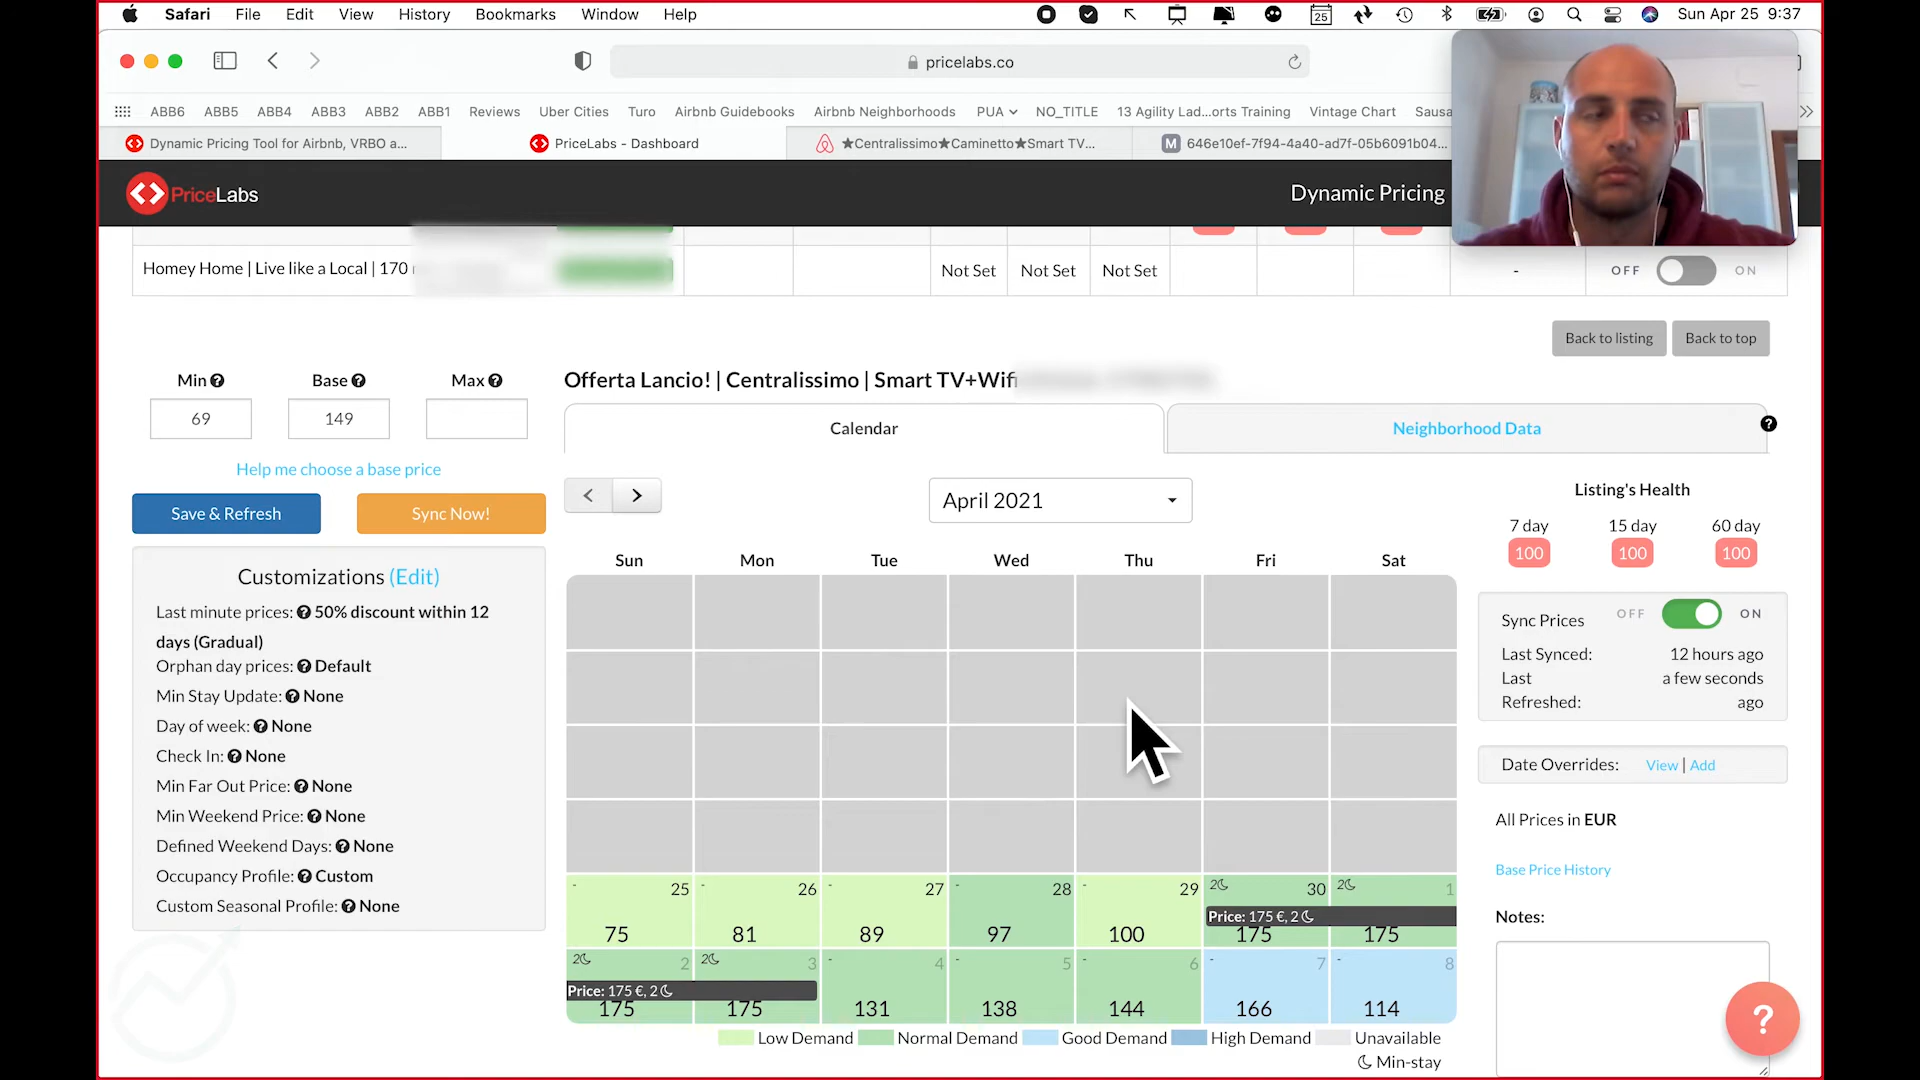 Safari File Edit View History Bookmarks Window Help 25 Sun Apr 25 9:37
pricelabs.co
ABB6 ABB5 ABB4 ABB3 ABB2 ABB1 Reviews Uber Cities Turo Airbnb Guidebooks Airbnb Neighborhoods PUA NO_TITLE 13 Agility Lad...orts Training Vintage Chart Sausa
Dynamic Pricing Tool for Airbnb, VRBO a... PriceLabs - Dashboard ★Centralissimo★Caminetto★Smart TV... M 646e10ef-7f94-4a40-ad7f-05b6091b04...
PriceLabs Dynamic Pricing
Homey Home | Live like a Local | 170 Not Set Not Set Not Set - OFF ON
Back to listing Back to top
Min ? Base ? Max ?
69 149
Help me choose a base price
Save & Refresh Sync Now!
Offerta Lancio! | Centralissimo | Smart TV+Wifi
Calendar Neighborhood Data ?
< > April 2021
Customizations (Edit)
Last minute prices: ? 50% discount within 12
days (Gradual)
Orphan day prices: ? Default
Min Stay Update: ? None
Day of week: ? None
Check In: ? None
Min Far Out Price: ? None
Min Weekend Price: ? None
Defined Weekend Days: ? None
Occupancy Profile: ? Custom
Custom Seasonal Profile: ? None
Sun Mon Tue Wed Thu Fri Sat
- 25 - 26 - 27 - 28 - 29 2 30 2 1
Price: 175 €, 2
75 81 89 97 100 175 175
2 2 2 3 - 4 - 5 - 6 - 7 - 8
Price: 175 €, 2
175 175 131 138 144 166 114
Low Demand Normal Demand Good Demand High Demand Unavailable
Min-stay
Listing's Health
7 day 15 day 60 day
100 100 100
Sync Prices OFF ON
Last Synced: 12 hours ago
Last a few seconds
Refreshed: ago
Date Overrides: View | Add
All Prices in EUR
Base Price History
Notes:
?